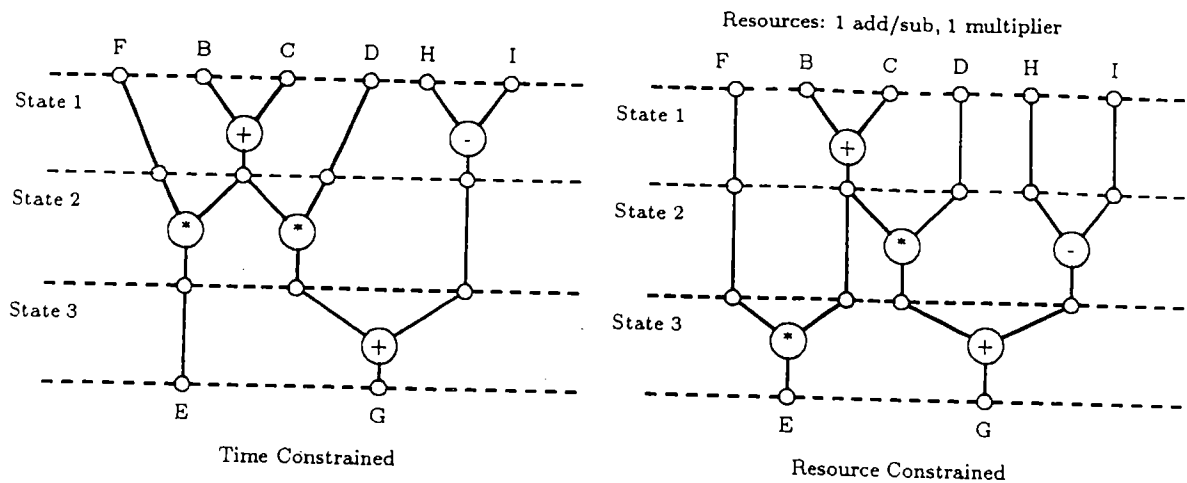 Resources: 1 add/sub, 1 multiplier
F B C D H I
State 1
+
-
State 2
*
*
State 3
+
E
G
Time Constrained
F B C D H I
State 1
+
State 2
*
-
State 3
*
+
E
G
Resource Constrained